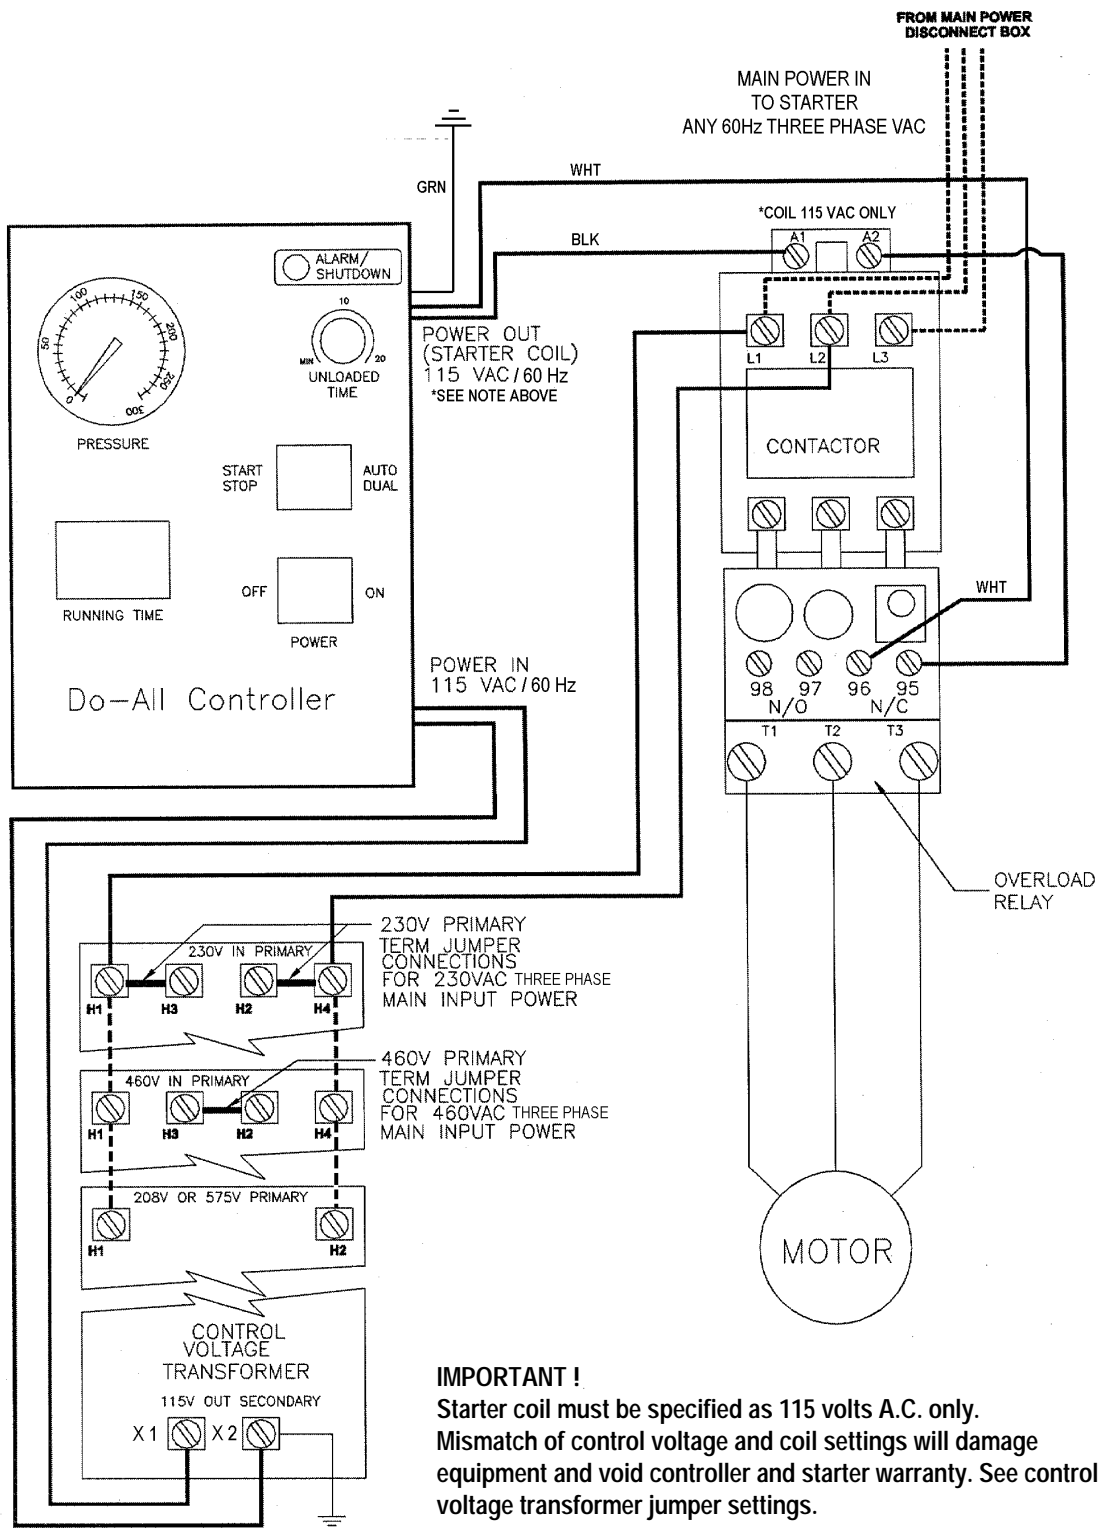 FROM MAIN POWER
DISCONNECT BOX
MAIN POWER IN
TO STARTER
ANY 60Hz THREE PHASE VAC
GRN
WHT
*COIL 115 VAC ONLY
BLK
A1
A2
ALARM/
SHUTDOWN
0
50
100
150
200
250
300
PRESSURE
10
MIN
20
UNLOADED
TIME
POWER OUT
(STARTER COIL)
115 VAC / 60 Hz
*SEE NOTE ABOVE
L1
L2
L3
CONTACTOR
START
STOP
AUTO
DUAL
OFF
ON
POWER
RUNNING TIME
WHT
POWER IN
115 VAC / 60 Hz
Do-All Controller
98
97
96
95
N/O
N/C
T1
T2
T3
OVERLOAD
RELAY
230V PRIMARY
TERM JUMPER
CONNECTIONS
FOR 230VAC THREE PHASE
MAIN INPUT POWER
230V IN PRIMARY
H1
H3
H2
H4
460V PRIMARY
TERM JUMPER
CONNECTIONS
FOR 460VAC THREE PHASE
MAIN INPUT POWER
460V IN PRIMARY
H1
H3
H2
H4
208V OR 575V PRIMARY
H1
H2
MOTOR
CONTROL
VOLTAGE
TRANSFORMER
115V OUT SECONDARY
X1
X2
IMPORTANT !
Starter coil must be specified as 115 volts A.C. only.
Mismatch of control voltage and coil settings will damage
equipment and void controller and starter warranty. See control
voltage transformer jumper settings.